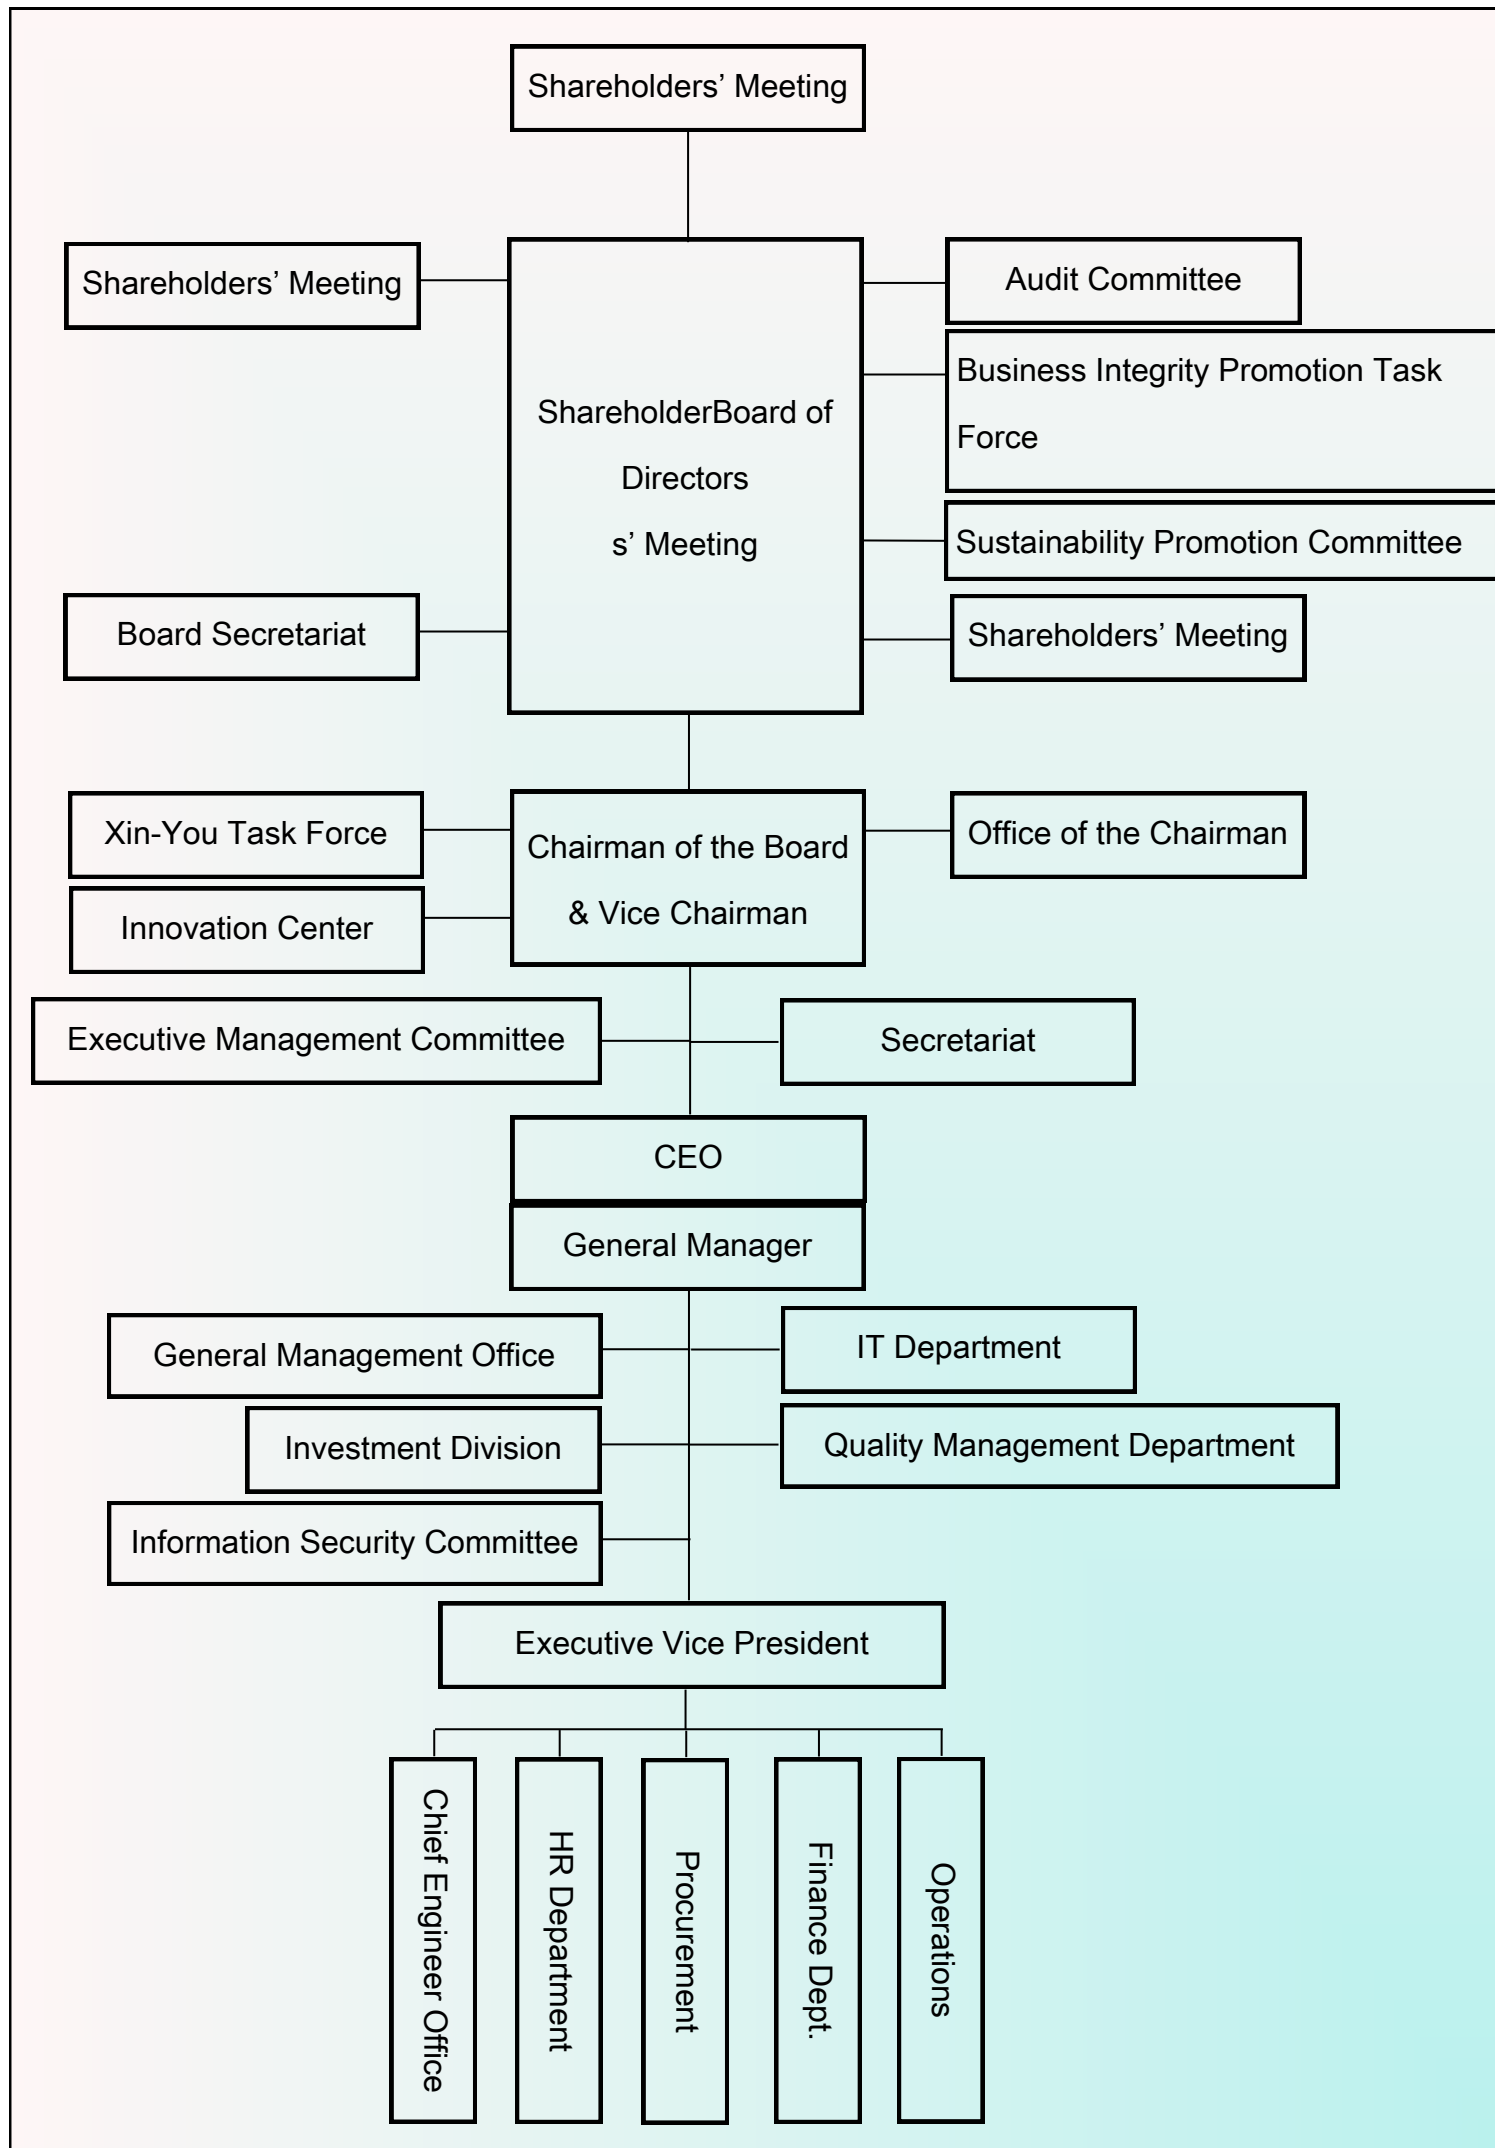 Shareholders’ Meeting
Shareholders’ Meeting
Audit Committee
Business Integrity Promotion Task
Force
ShareholderBoard of
Directors
s’ Meeting
Sustainability Promotion Committee
Board Secretariat
Shareholders’ Meeting
Xin-You Task Force
Chairman of the Board
& Vice Chairman
Office of the Chairman
Innovation Center
Executive Management Committee
Secretariat
CEO
General Manager
General Management Office
IT Department
Investment Division
Quality Management Department
Information Security Committee
Executive Vice President
Chief Engineer Office
HR Department
Procurement
Finance Dept.
Operations